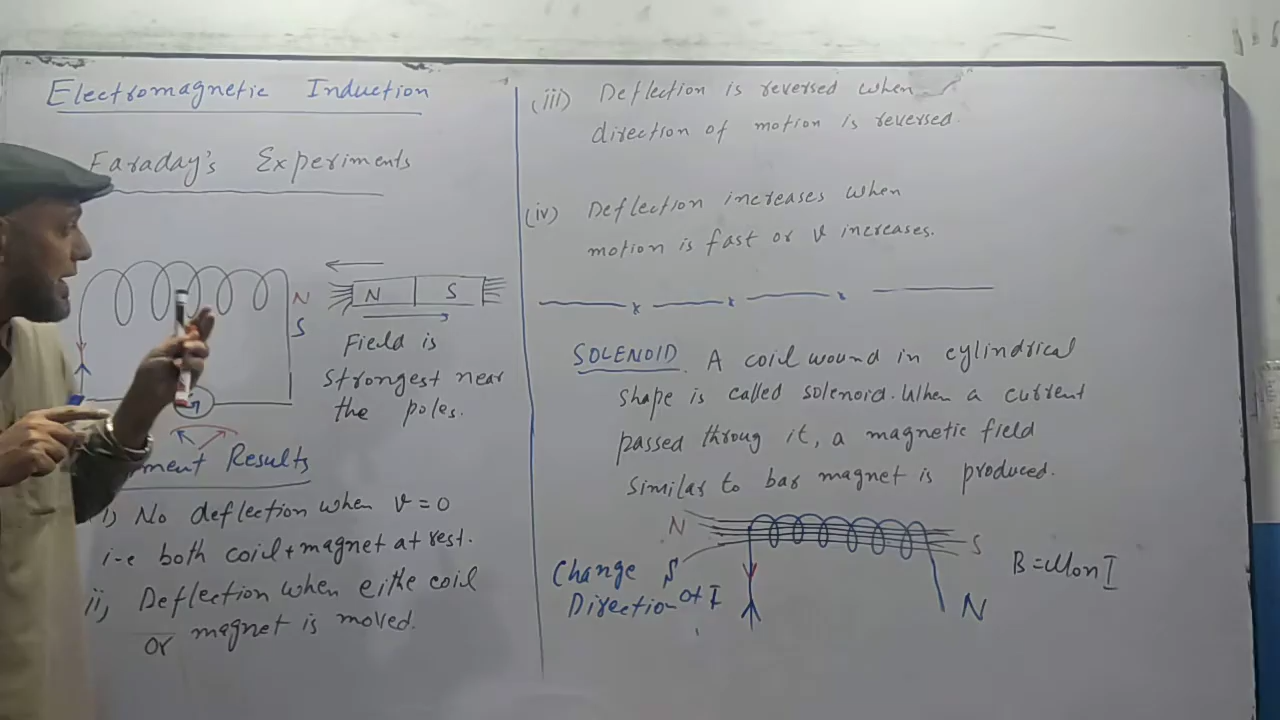 Electromagnetic Induction
Faraday's Experiments
N
S
N S
Field is
strongest near
the poles.
ment Results
i) No deflection when v = 0
i-e both coil + magnet at rest.
ii) Deflection when eithe coil
or magnet is moved.
(iii) Deflection is reversed when
direction of motion is reversed.
(iv) Deflection increases when
motion is fast or v increases.
SOLENOID. A coil wound in cylindrical
shape is called solenoid. When a current
passed throug it, a magnetic field
similar to bar magnet is produced.
N
S
Change S
Direction of I
N
B = μonI